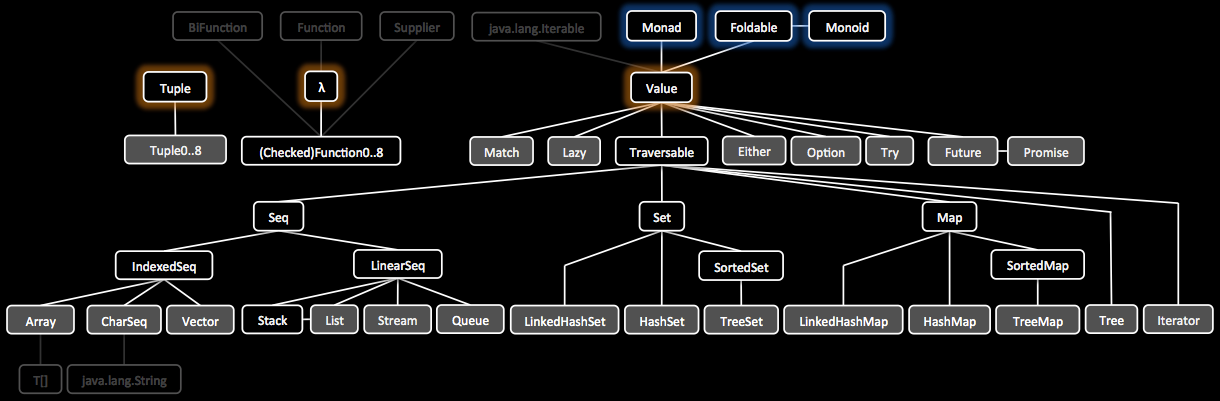 BiFunction
Function
Supplier
java.lang.Iterable
Monad
Foldable
Monoid
Tuple
λ
Value
Tuple0..8
(Checked)Function0..8
Match
Lazy
Traversable
Either
Option
Try
Future
Promise
Seq
Set
Map
IndexedSeq
LinearSeq
SortedSet
SortedMap
Array
CharSeq
Vector
Stack
List
Stream
Queue
LinkedHashSet
HashSet
TreeSet
LinkedHashMap
HashMap
TreeMap
Tree
Iterator
T[]
java.lang.String